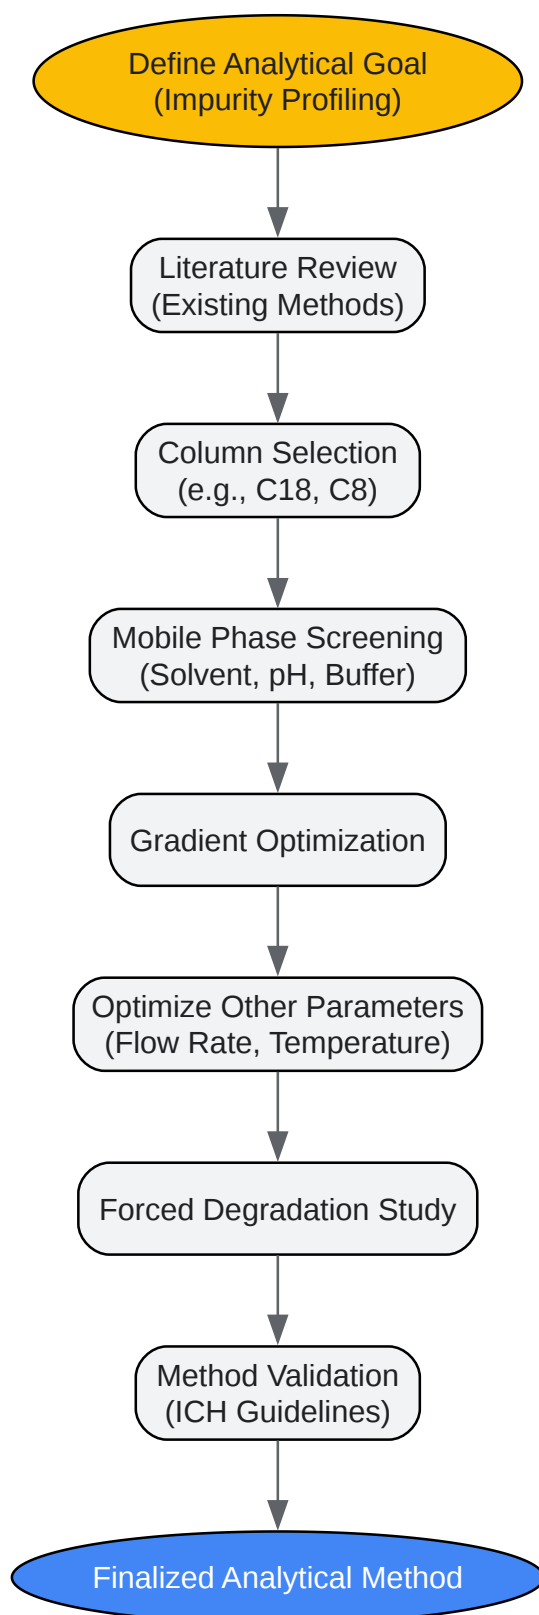 Define Analytical Goal
(Impurity Profiling)
Literature Review
(Existing Methods)
Column Selection
(e.g., C18, C8)
Mobile Phase Screening
(Solvent, pH, Buffer)
Gradient Optimization
Optimize Other Parameters
(Flow Rate, Temperature)
Forced Degradation Study
Method Validation
(ICH Guidelines)
Finalized Analytical Method